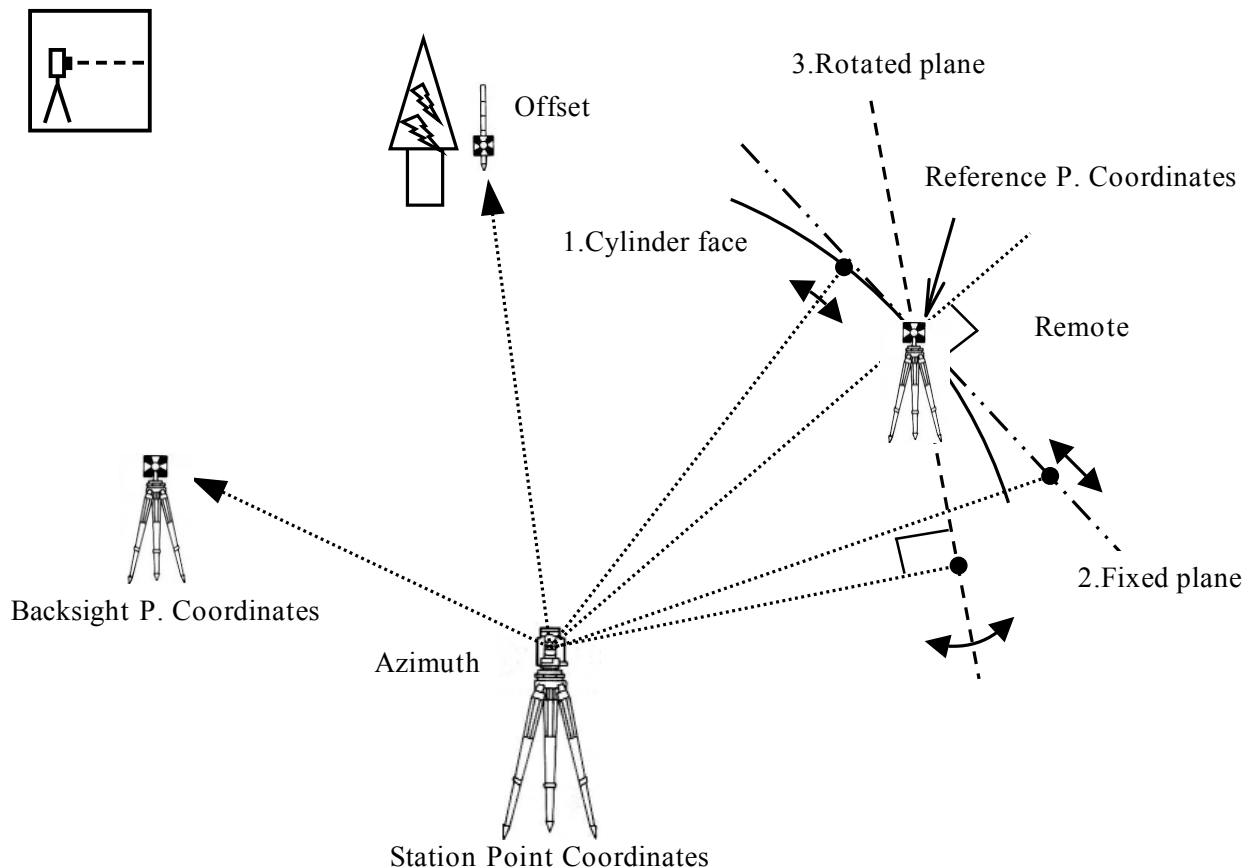 3.Rotated plane
Offset
Reference P. Coordinates
1.Cylinder face
Remote
2.Fixed plane
Backsight P. Coordinates
Azimuth
Station Point Coordinates